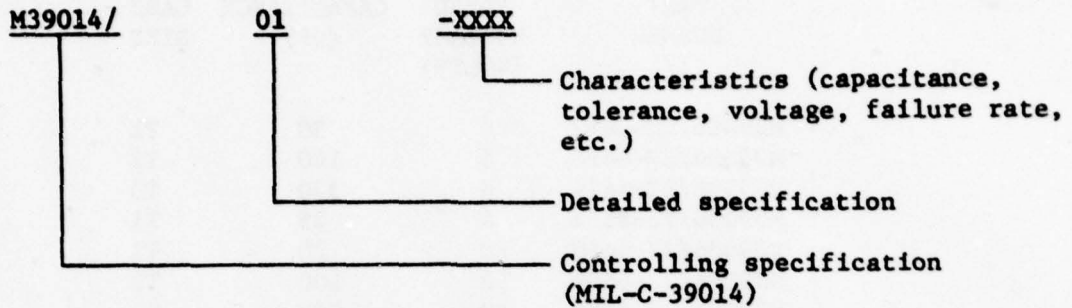 M39014/ 01 -XXXX
Characteristics (capacitance,
tolerance, voltage, failure rate,
etc.)
Detailed specification
Controlling specification
(MIL-C-39014)